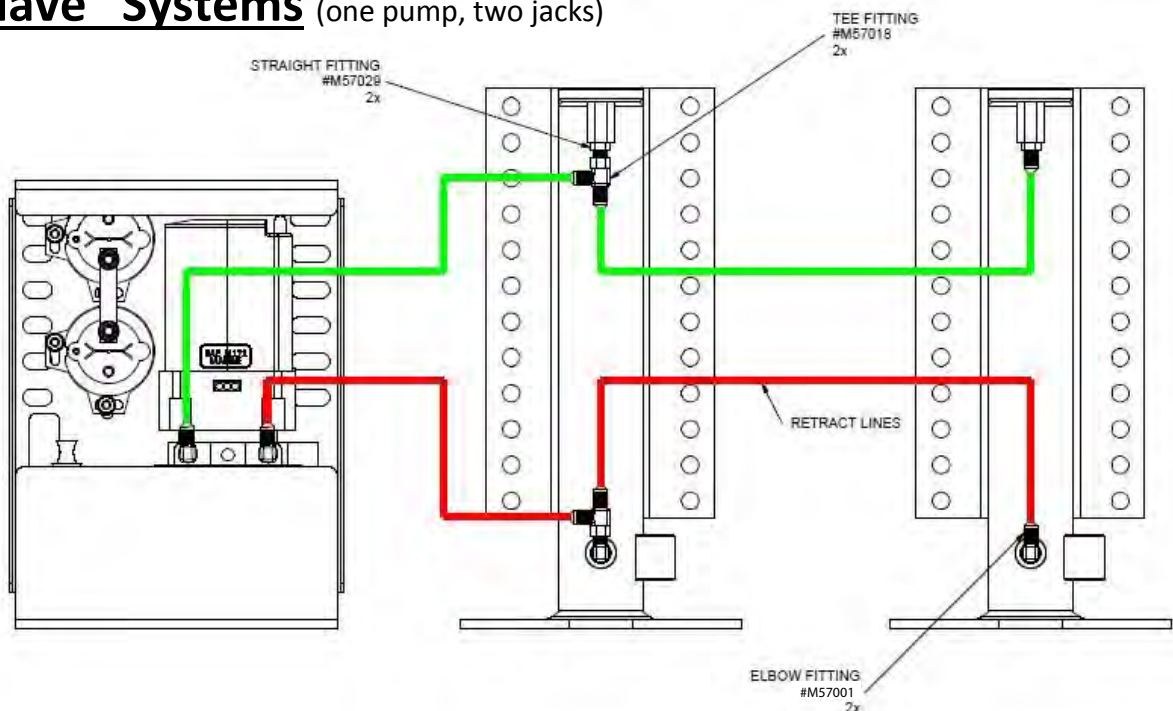 lave Systems (one pump, two jacks)
TEE FITTING
#M57018
2x
STRAIGHT FITTING
#M57029
2x
RETRACT LINES
ELBOW FITTING
#M57001
2x